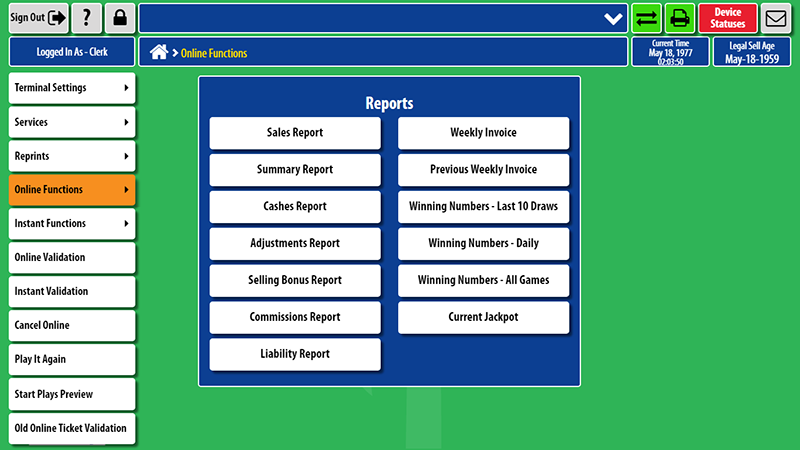 Sign Out
?
Device
Statuses
Logged In As - Clerk
> Online Functions
Current Time
May 18, 1977
02:03:50
Legal Sell Age
May-18-1959
Terminal Settings
Services
Reprints
Online Functions
Instant Functions
Online Validation
Instant Validation
Cancel Online
Play It Again
Start Plays Preview
Old Online Ticket Validation
Reports
Sales Report
Weekly Invoice
Summary Report
Previous Weekly Invoice
Cashes Report
Winning Numbers - Last 10 Draws
Adjustments Report
Winning Numbers - Daily
Selling Bonus Report
Winning Numbers - All Games
Commissions Report
Current Jackpot
Liability Report